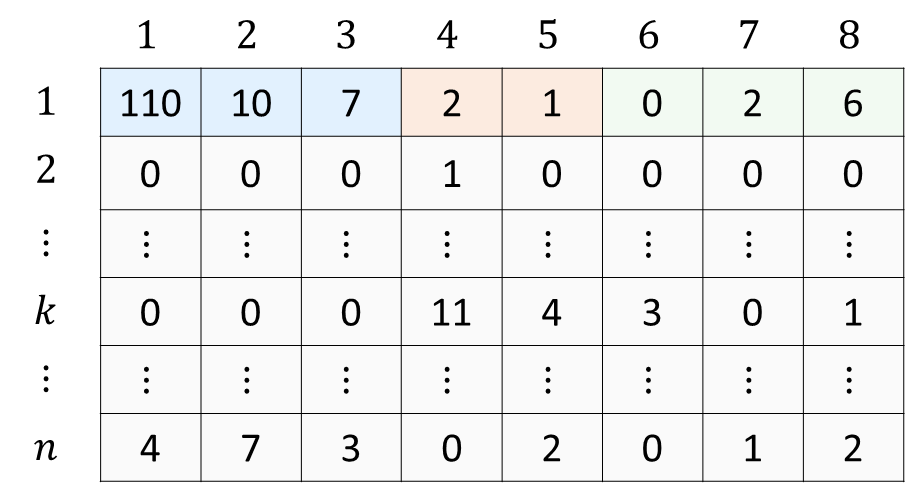 1 2 3 4 5 6 7 8
1 110 10 7 2 1 0 2 6
2 0 0 0 1 0 0 0 0
⋮ ⋮ ⋮ ⋮ ⋮ ⋮ ⋮ ⋮ ⋮
k 0 0 0 11 4 3 0 1
⋮ ⋮ ⋮ ⋮ ⋮ ⋮ ⋮ ⋮ ⋮
n 4 7 3 0 2 0 1 2